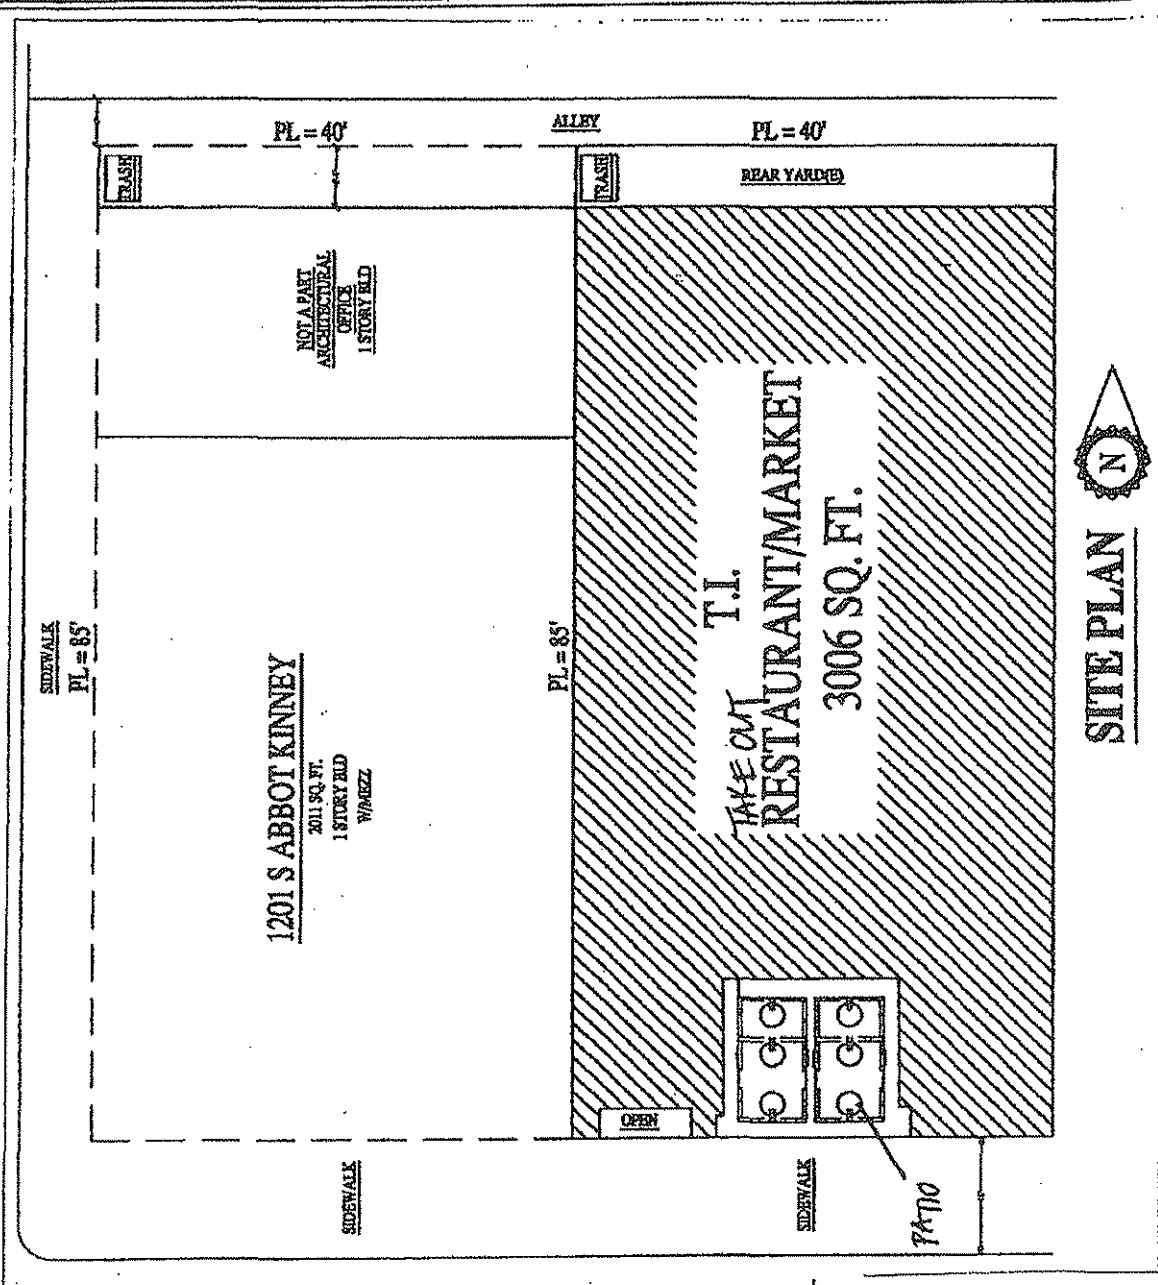 ALLEY
PL = 40'
PL = 40'
TRASH
TRASH
REAR YARD(E)
NOT A PART
ARCHITECTURAL
OFFICE
1 STORY BLD
SIDEWALK
PL = 85'
1201 S ABBOT KINNEY
2011 SQ. FT.
1 STORY BLD
W/MEZZ
PL = 85'
T.I.
TAKE OUT
RESTAURANT/MARKET
3006 SQ. FT.
OPEN
SIDEWALK
SIDEWALK
PATIO
N
SITE PLAN